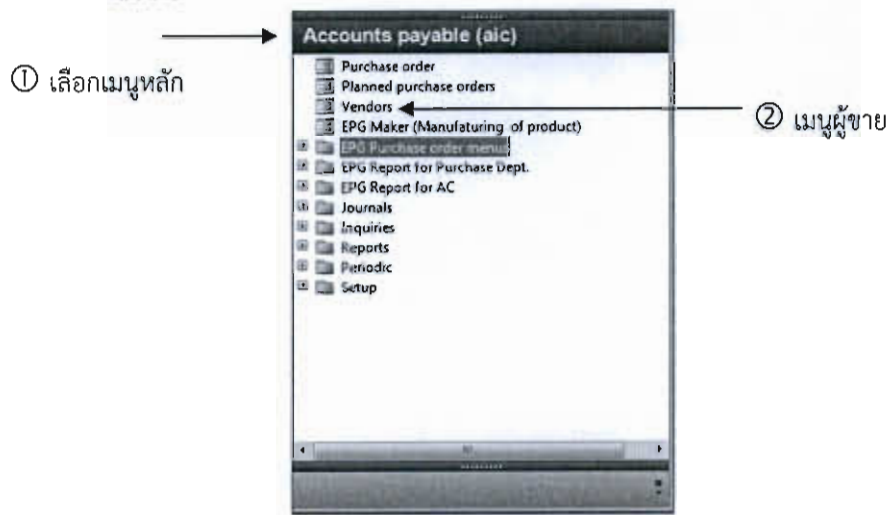 Accounts payable (aic)
① เลือกเมนูหลัก
Purchase order
Planned purchase orders
Vendors
② เมนูผู้ขาย
EPG Maker (Manufaturing of product)
EPG Purchase order menus
EPG Report for Purchase Dept.
EPG Report for AC
Journals
Inquiries
Reports
Periodic
Setup